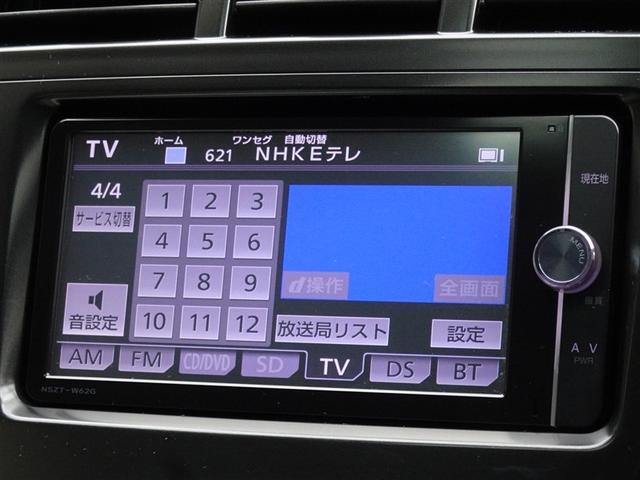 TV ホーム ワンセグ 自動切替
621 NHKEテレ
現在地
4/4
サービス切替
1 2 3
4 5 6
7 8 9
10 11 12
MENU
d操作 全画面
音設定
放送局リスト 設定
AM FM CD/DVD SD TV DS BT
A V
PWR
NSZT-W62G